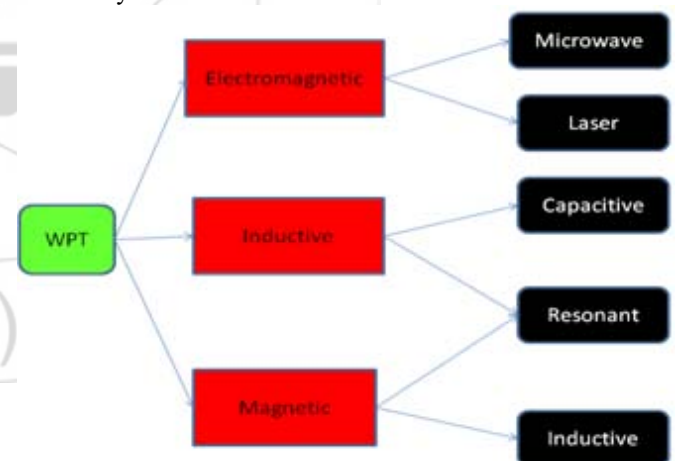 Microwave
Electromagnetic
Laser
Capacitive
WPT
Inductive
Resonant
Magnetic
Inductive